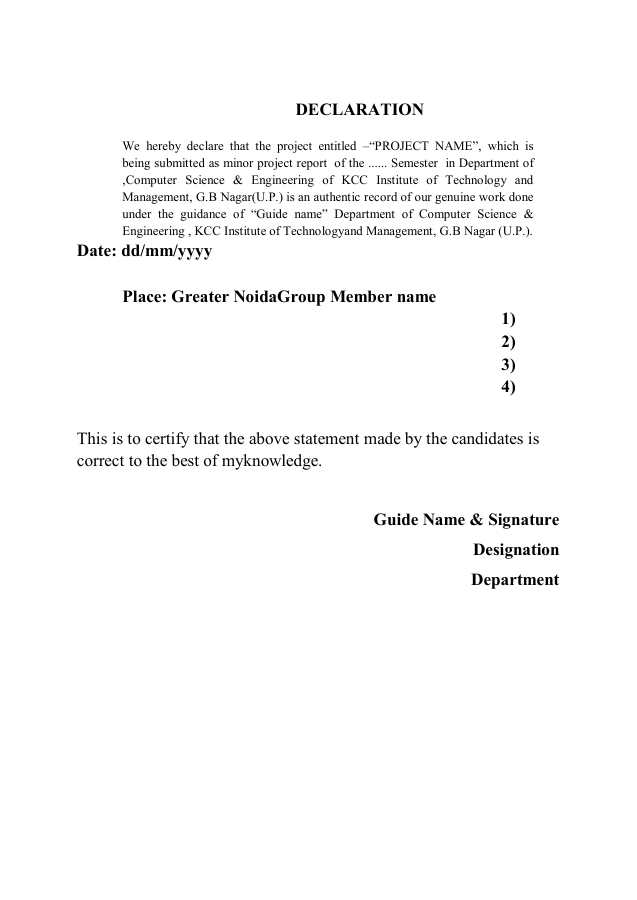 DECLARATION
We hereby declare that the project entitled –“PROJECT NAME”, which is
being submitted as minor project report of the ...... Semester in Department of
,Computer Science & Engineering of KCC Institute of Technology and
Management, G.B Nagar(U.P.) is an authentic record of our genuine work done
under the guidance of “Guide name” Department of Computer Science &
Engineering , KCC Institute of Technologyand Management, G.B Nagar (U.P.).
Date: dd/mm/yyyy
Place: Greater NoidaGroup Member name
1)
2)
3)
4)
This is to certify that the above statement made by the candidates is
correct to the best of myknowledge.
Guide Name & Signature
Designation
Department